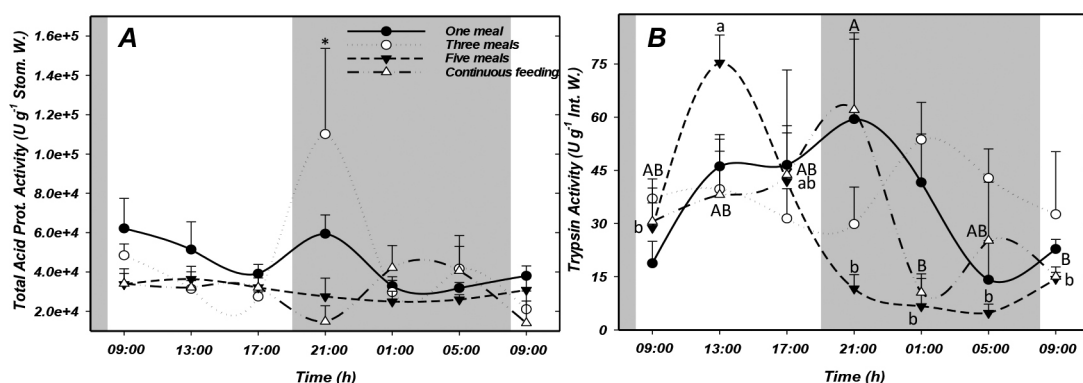 A
One meal
Three meals
Five meals
Continuous feeding
*
Total Acid Prot. Activity (U g⁻¹ Stom. W.)
1.6e+5
1.4e+5
1.2e+5
1.0e+5
8.0e+4
6.0e+4
4.0e+4
2.0e+4
09:00 13:00 17:00 21:00 01:00 05:00 09:00
Time (h)
B
Trypsin Activity (U g⁻¹ Int. W.)
75
60
45
30
15
0
a
A
AB
AB
ab
b
AB
AB
b
B
B
b
b
b
09:00 13:00 17:00 21:00 01:00 05:00 09:00
Time (h)